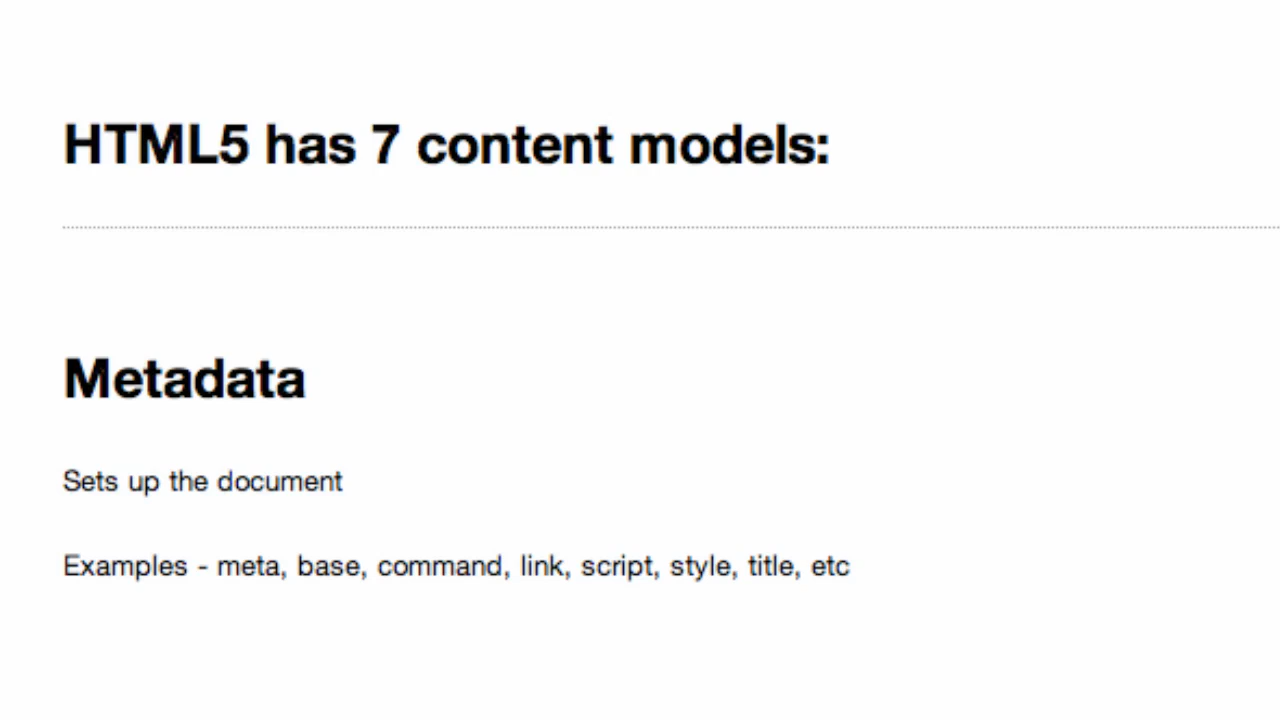 HTML5 has 7 content models:
Metadata
Sets up the document
Examples - meta, base, command, link, script, style, title, etc